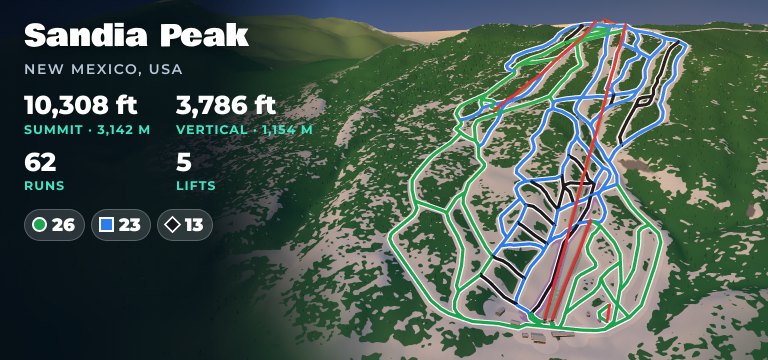 Sandia Peak
NEW MEXICO, USA
10,308 ft 3,786 ft
SUMMIT · 3,142 M VERTICAL · 1,154 M
62 5
RUNS LIFTS
26 23 13